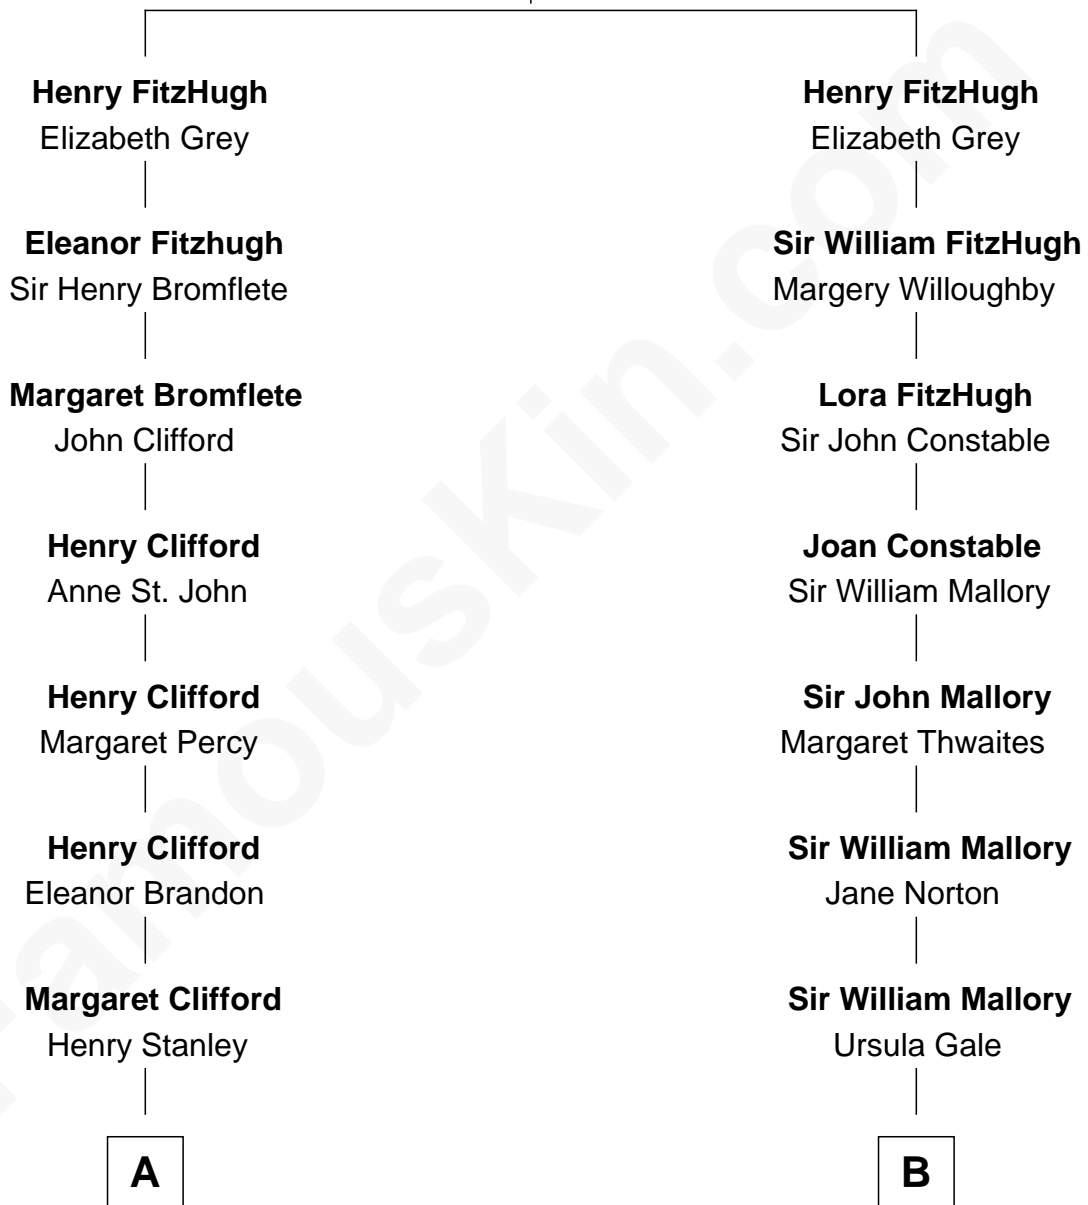 Henry FitzHugh
Elizabeth Grey
Eleanor Fitzhugh
Sir Henry Bromflete
Margaret Bromflete
John Clifford
Henry Clifford
Anne St. John
Henry Clifford
Margaret Percy
Henry Clifford
Eleanor Brandon
Margaret Clifford
Henry Stanley
A
Henry FitzHugh
Elizabeth Grey
Sir William FitzHugh
Margery Willoughby
Lora FitzHugh
Sir John Constable
Joan Constable
Sir William Mallory
Sir John Mallory
Margaret Thwaites
Sir William Mallory
Jane Norton
Sir William Mallory
Ursula Gale
B
FamousKin.com